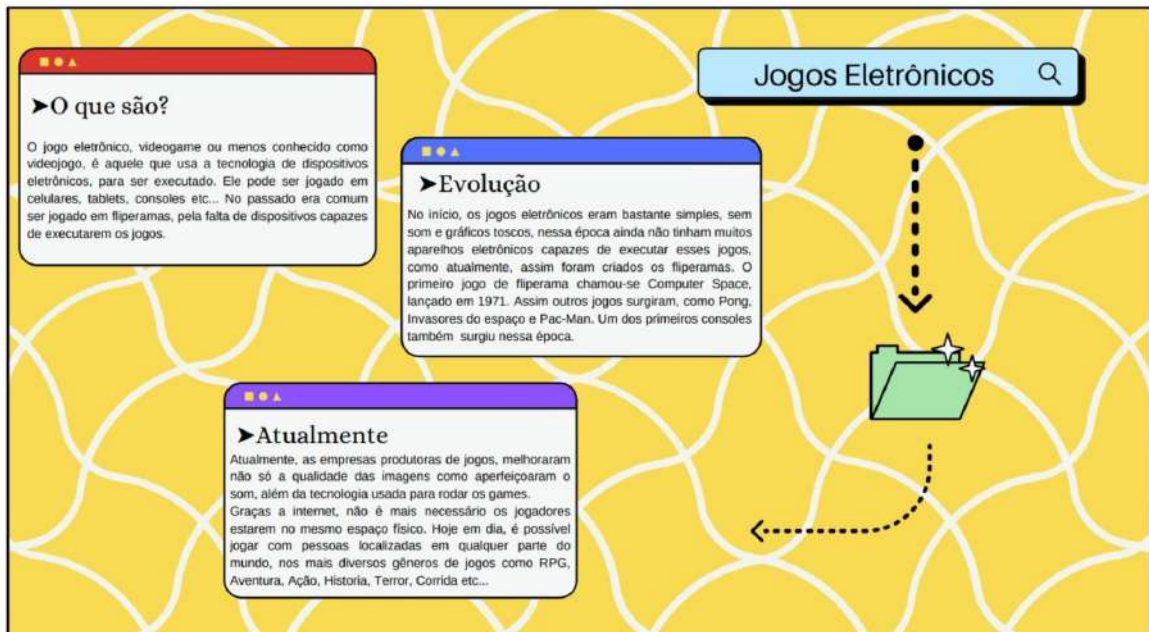 Jogos Eletrônicos
➤O que são?
O jogo eletrônico, videogame ou menos conhecido como
videojogo, é aquele que usa a tecnologia de dispositivos
eletrônicos, para ser executado. Ele pode ser jogado em
celulares, tablets, consoles etc... No passado era comum
ser jogado em fliperamas, pela falta de dispositivos capazes
de executarem os jogos.
➤Evolução
No início, os jogos eletrônicos eram bastante simples, sem
som e gráficos toscos, nessa época ainda não tinham muitos
aparelhos eletrônicos capazes de executar esses jogos,
como atualmente, assim foram criados os fliperamas. O
primeiro jogo de fliperama chamou-se Computer Space,
lançado em 1971. Assim outros jogos surgiram, como Pong,
Invasores do espaço e Pac-Man. Um dos primeiros consoles
também surgiu nessa época.
➤Atualmente
Atualmente, as empresas produtoras de jogos, melhoraram
não só a qualidade das imagens como aperfeiçoaram o
som, além da tecnologia usada para rodar os games.
Graças a internet, não é mais necessário os jogadores
estarem no mesmo espaço físico. Hoje em dia, é possível
jogar com pessoas localizadas em qualquer parte do
mundo, nos mais diversos gêneros de jogos como RPG,
Aventura, Ação, Historia, Terror, Corrida etc...